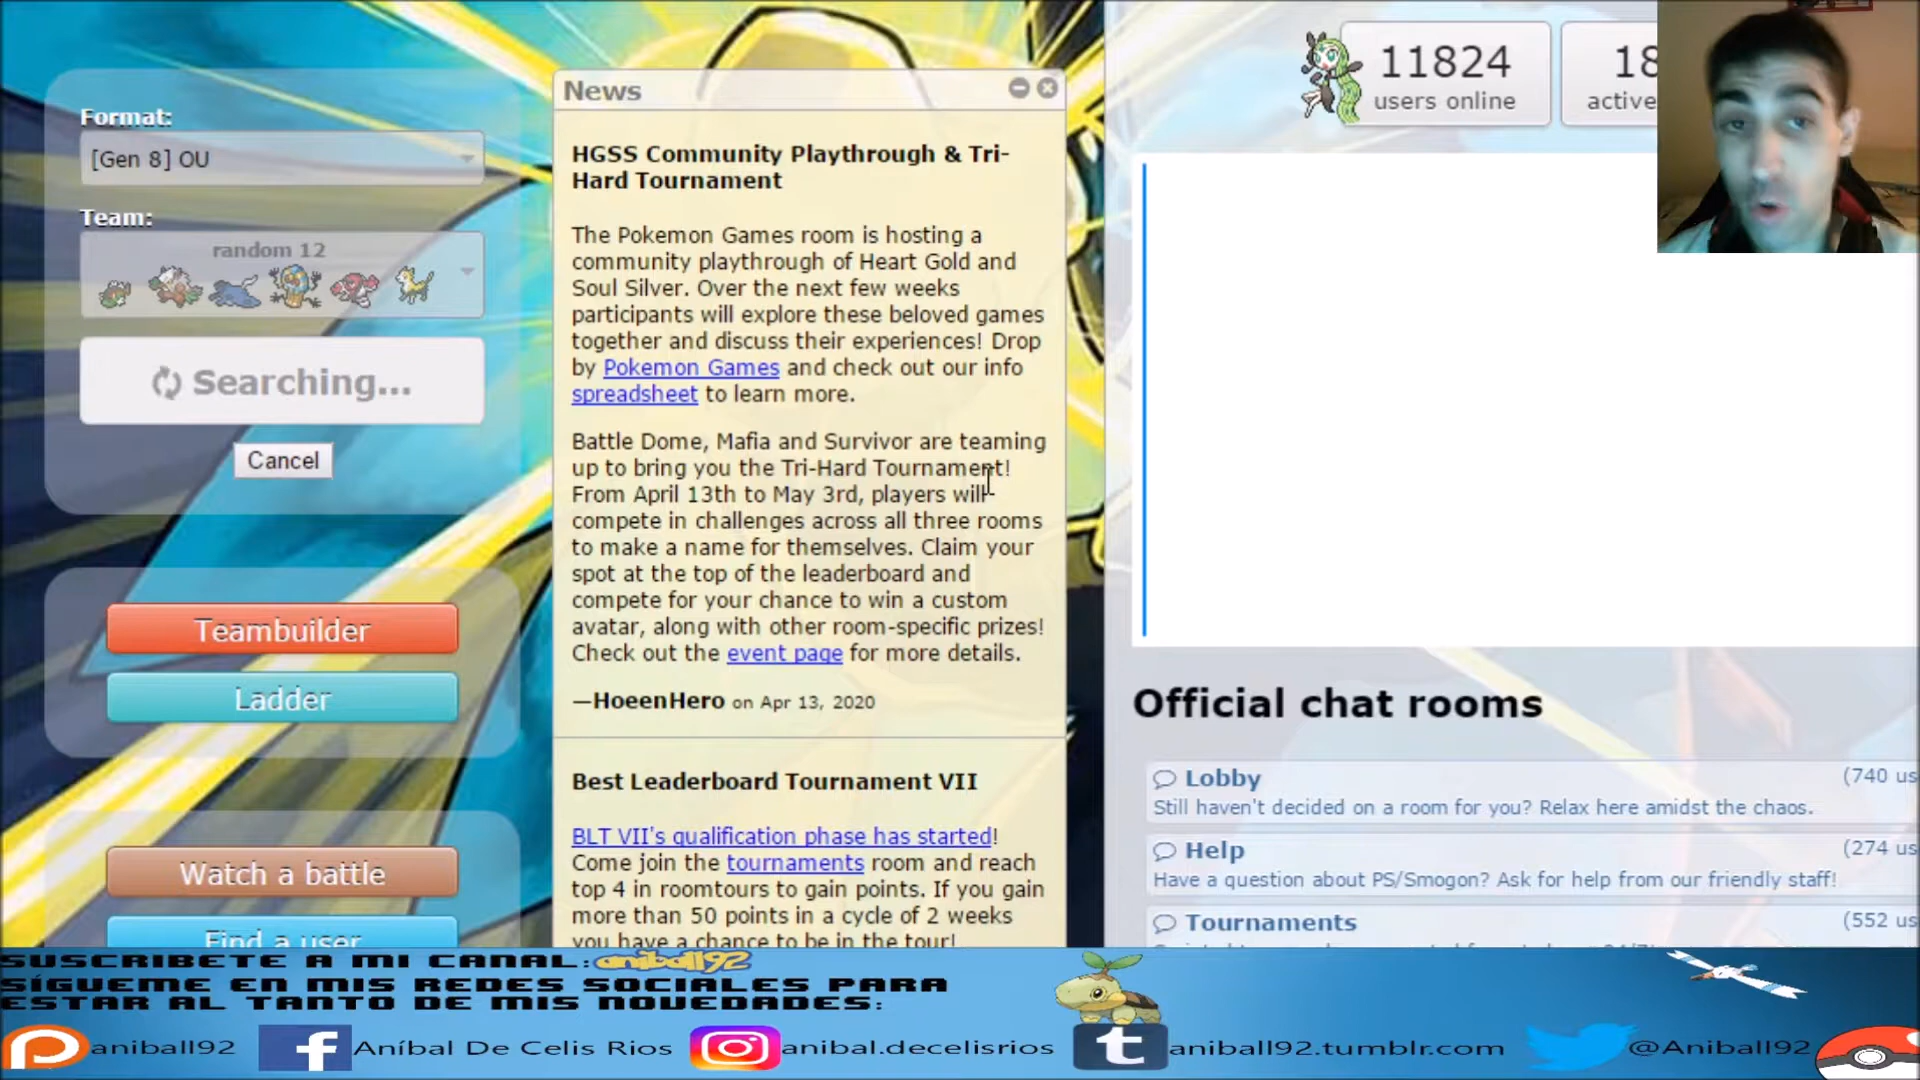 Format:
[Gen 8] OU
Team:
random 12
Searching...
Cancel
Teambuilder
Ladder
Watch a battle
Find a user
News
HGSS Community Playthrough & Tri-
Hard Tournament
The Pokemon Games room is hosting a
community playthrough of Heart Gold and
Soul Silver. Over the next few weeks
participants will explore these beloved games
together and discuss their experiences! Drop
by Pokemon Games and check out our info
spreadsheet to learn more.
Battle Dome, Mafia and Survivor are teaming
up to bring you the Tri-Hard Tournament!
From April 13th to May 3rd, players will
compete in challenges across all three rooms
to make a name for themselves. Claim your
spot at the top of the leaderboard and
compete for your chance to win a custom
avatar, along with other room-specific prizes!
Check out the event page for more details.
—HoeenHero on Apr 13, 2020
Best Leaderboard Tournament VII
BLT VII's qualification phase has started!
Come join the tournaments room and reach
top 4 in roomtours to gain points. If you gain
more than 50 points in a cycle of 2 weeks
you have a chance to be in the tour!
11824
users online
18
active
Official chat rooms
Lobby
(740 us
Still haven't decided on a room for you? Relax here amidst the chaos.
Help
(274 us
Have a question about PS/Smogon? Ask for help from our friendly staff!
Tournaments
(552 us
SUSCRIBETE A MI CANAL: aniball92
SÍGUEME EN MIS REDES SOCIALES PARA
ESTAR AL TANTO DE MIS NOVEDADES:
aniball92
Aníbal De Celis Rios
anibal.decelisrios
aniball92.tumblr.com
@Aniball92